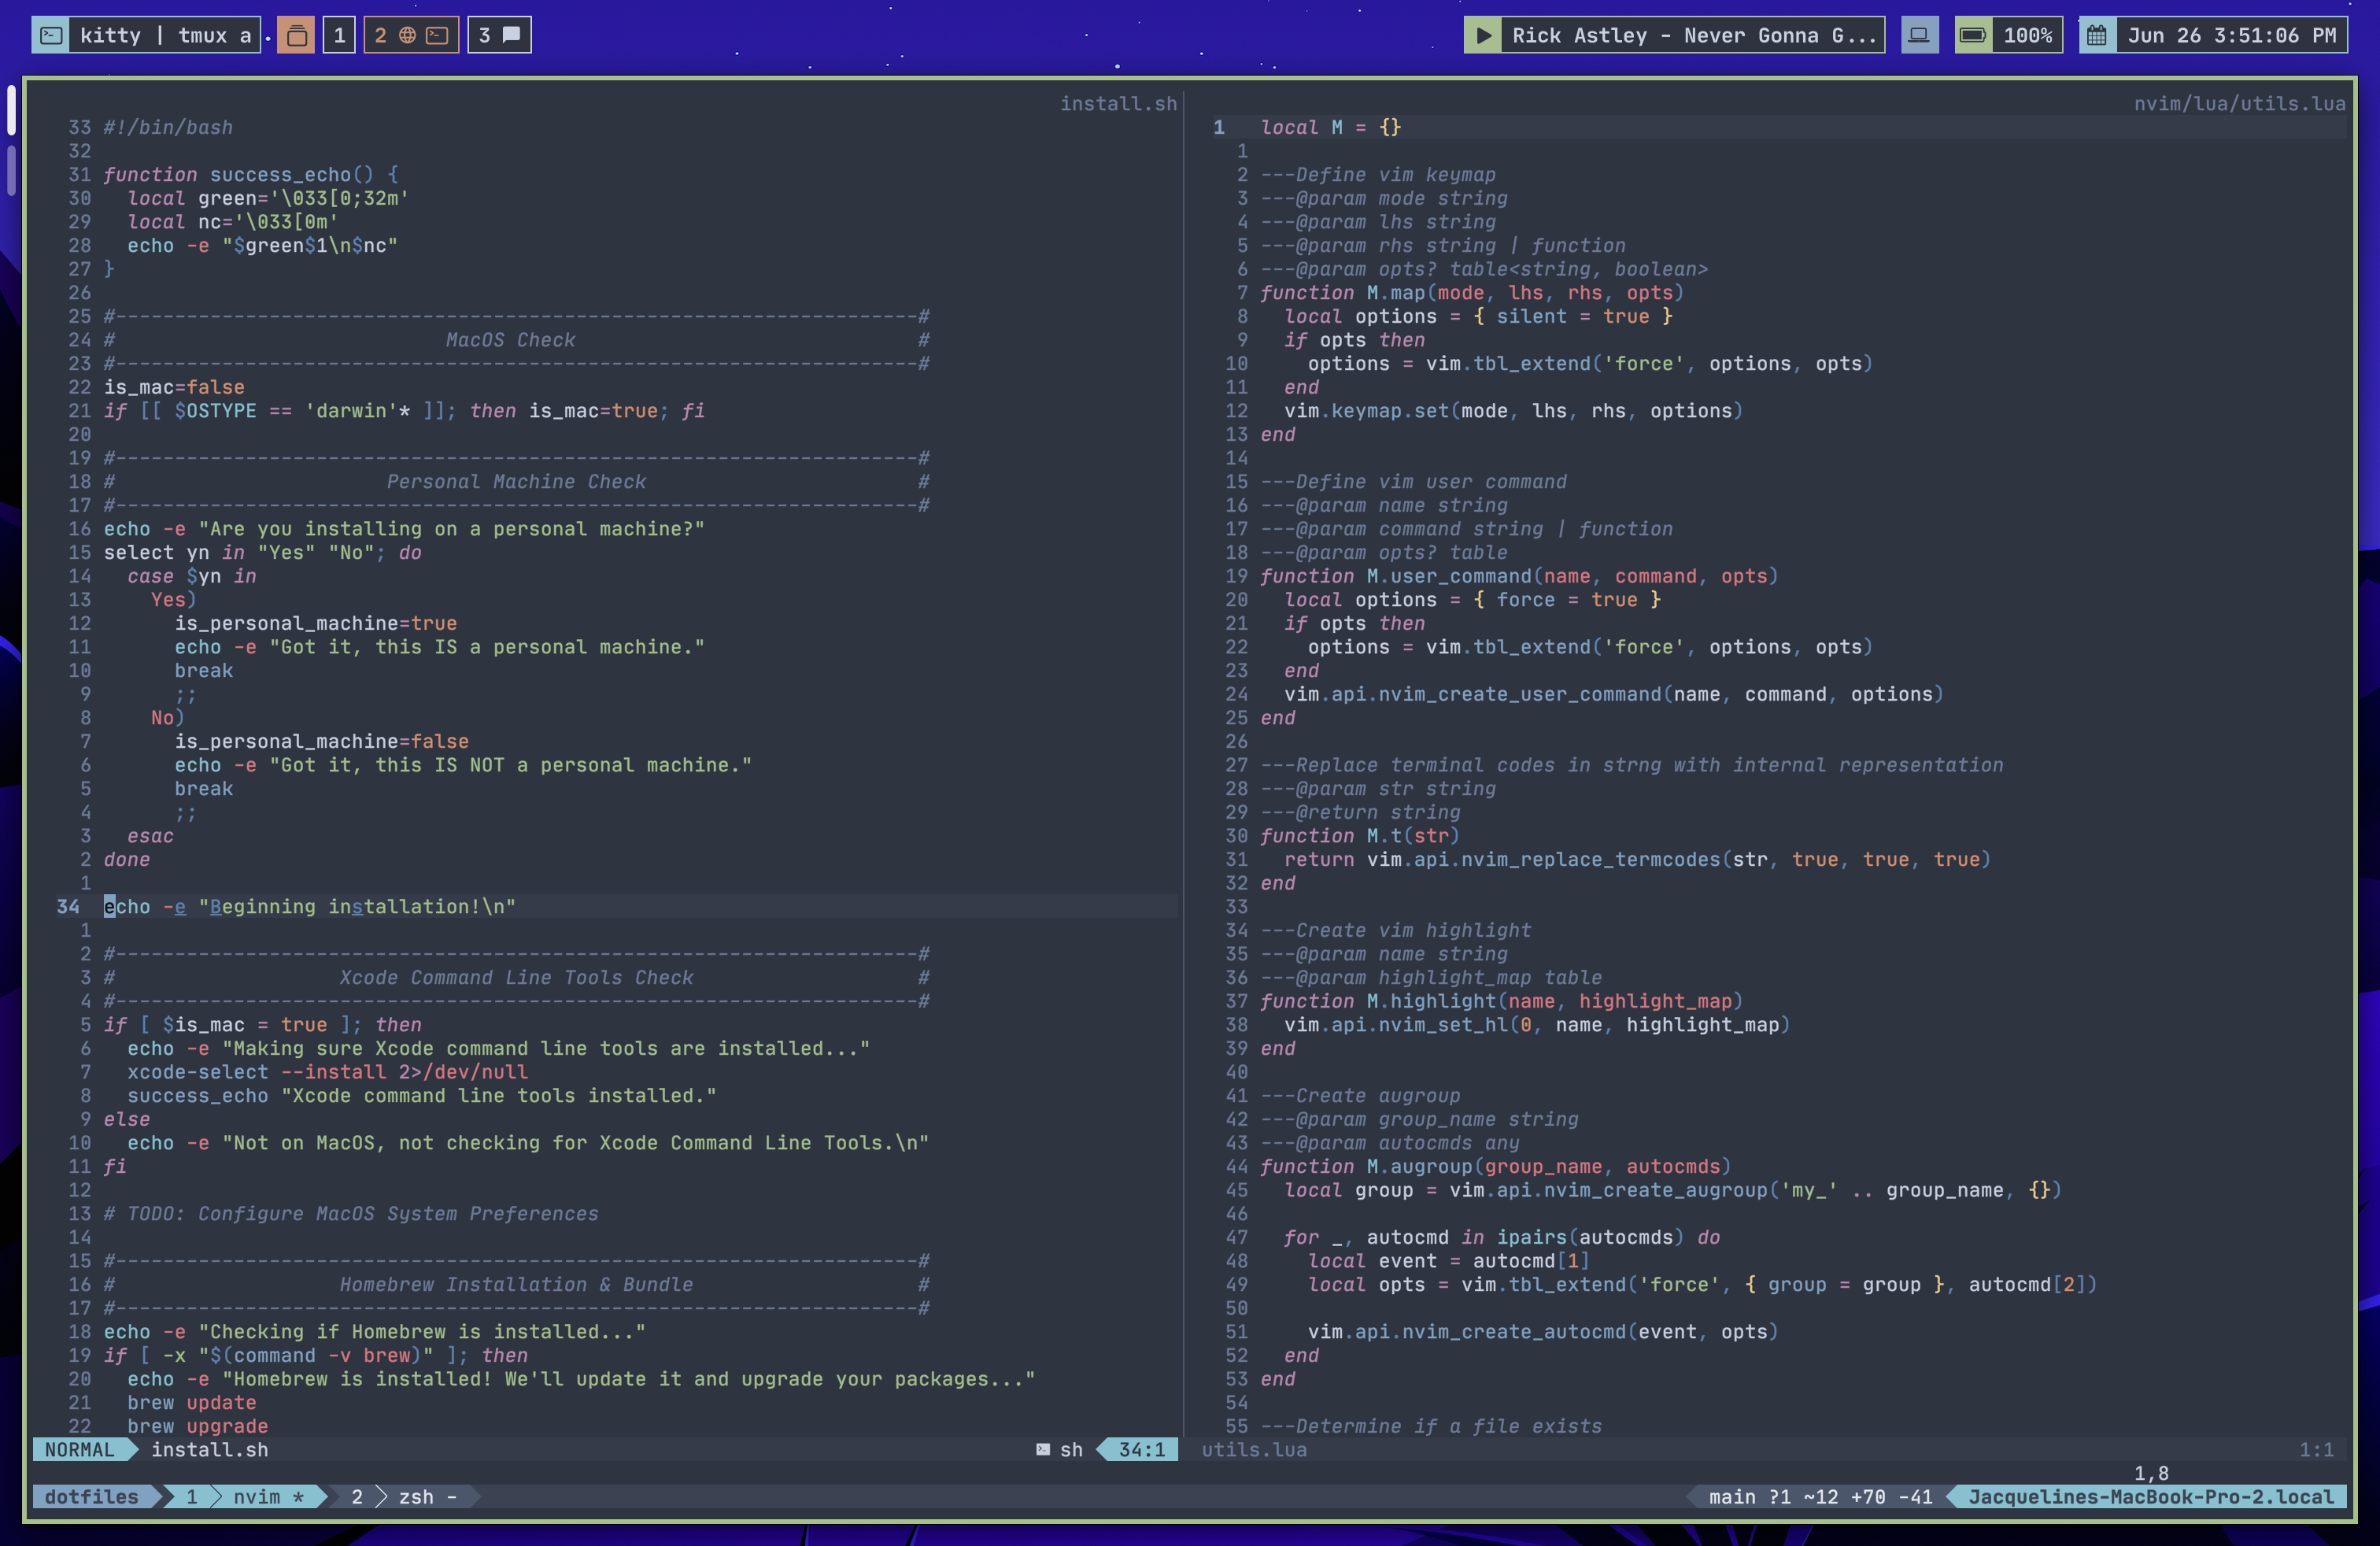 kitty | tmux a
1
2
3
Rick Astley - Never Gonna G...
100%
Jun 26 3:51:06 PM
install.sh
33 #!/bin/bash
32
31 function success_echo() {
30   local green='\033[0;32m'
29   local nc='\033[0m'
28   echo -e "$green$1\n$nc"
27 }
26
25 #--------------------------------------------------------------------#
24 #                            MacOS Check                             #
23 #--------------------------------------------------------------------#
22 is_mac=false
21 if [[ $OSTYPE == 'darwin'* ]]; then is_mac=true; fi
20
19 #--------------------------------------------------------------------#
18 #                       Personal Machine Check                       #
17 #--------------------------------------------------------------------#
16 echo -e "Are you installing on a personal machine?"
15 select yn in "Yes" "No"; do
14   case $yn in
13     Yes)
12       is_personal_machine=true
11       echo -e "Got it, this IS a personal machine."
10       break
9       ;;
8     No)
7       is_personal_machine=false
6       echo -e "Got it, this IS NOT a personal machine."
5       break
4       ;;
3   esac
2 done
1
34 echo -e "Beginning installation!\n"
1
2 #--------------------------------------------------------------------#
3 #                   Xcode Command Line Tools Check                   #
4 #--------------------------------------------------------------------#
5 if [ $is_mac = true ]; then
6   echo -e "Making sure Xcode command line tools are installed..."
7   xcode-select --install 2>/dev/null
8   success_echo "Xcode command line tools installed."
9 else
10   echo -e "Not on MacOS, not checking for Xcode Command Line Tools.\n"
11 fi
12
13 # TODO: Configure MacOS System Preferences
14
15 #--------------------------------------------------------------------#
16 #                   Homebrew Installation & Bundle                   #
17 #--------------------------------------------------------------------#
18 echo -e "Checking if Homebrew is installed..."
19 if [ -x "$(command -v brew)" ]; then
20   echo -e "Homebrew is installed! We'll update it and upgrade your packages..."
21   brew update
22   brew upgrade
NORMAL install.sh
sh 34:1
nvim/lua/utils.lua
1 local M = {}
1
2 ---Define vim keymap
3 ---@param mode string
4 ---@param lhs string
5 ---@param rhs string | function
6 ---@param opts? table<string, boolean>
7 function M.map(mode, lhs, rhs, opts)
8   local options = { silent = true }
9   if opts then
10     options = vim.tbl_extend('force', options, opts)
11   end
12   vim.keymap.set(mode, lhs, rhs, options)
13 end
14
15 ---Define vim user command
16 ---@param name string
17 ---@param command string | function
18 ---@param opts? table
19 function M.user_command(name, command, opts)
20   local options = { force = true }
21   if opts then
22     options = vim.tbl_extend('force', options, opts)
23   end
24   vim.api.nvim_create_user_command(name, command, options)
25 end
26
27 ---Replace terminal codes in strng with internal representation
28 ---@param str string
29 ---@return string
30 function M.t(str)
31   return vim.api.nvim_replace_termcodes(str, true, true, true)
32 end
33
34 ---Create vim highlight
35 ---@param name string
36 ---@param highlight_map table
37 function M.highlight(name, highlight_map)
38   vim.api.nvim_set_hl(0, name, highlight_map)
39 end
40
41 ---Create augroup
42 ---@param group_name string
43 ---@param autocmds any
44 function M.augroup(group_name, autocmds)
45   local group = vim.api.nvim_create_augroup('my_' .. group_name, {})
46
47   for _, autocmd in ipairs(autocmds) do
48     local event = autocmd[1]
49     local opts = vim.tbl_extend('force', { group = group }, autocmd[2])
50
51     vim.api.nvim_create_autocmd(event, opts)
52   end
53 end
54
55 ---Determine if a file exists
utils.lua
1:1
1,8
dotfiles 1 nvim * 2 zsh -
main ?1 ~12 +70 -41 Jacquelines-MacBook-Pro-2.local